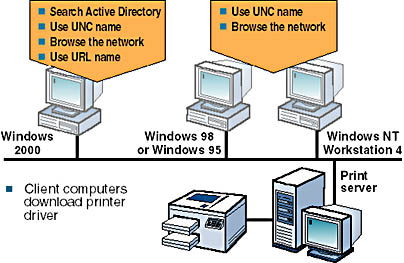 ■ Search Active Directory
■ Use UNC name
■ Browse the network
■ Use URL name
■ Use UNC name
■ Browse the network
Windows
2000
Windows 98
or Windows 95
Windows NT
Workstation 4
Print
server
■ Client computers
download printer
driver